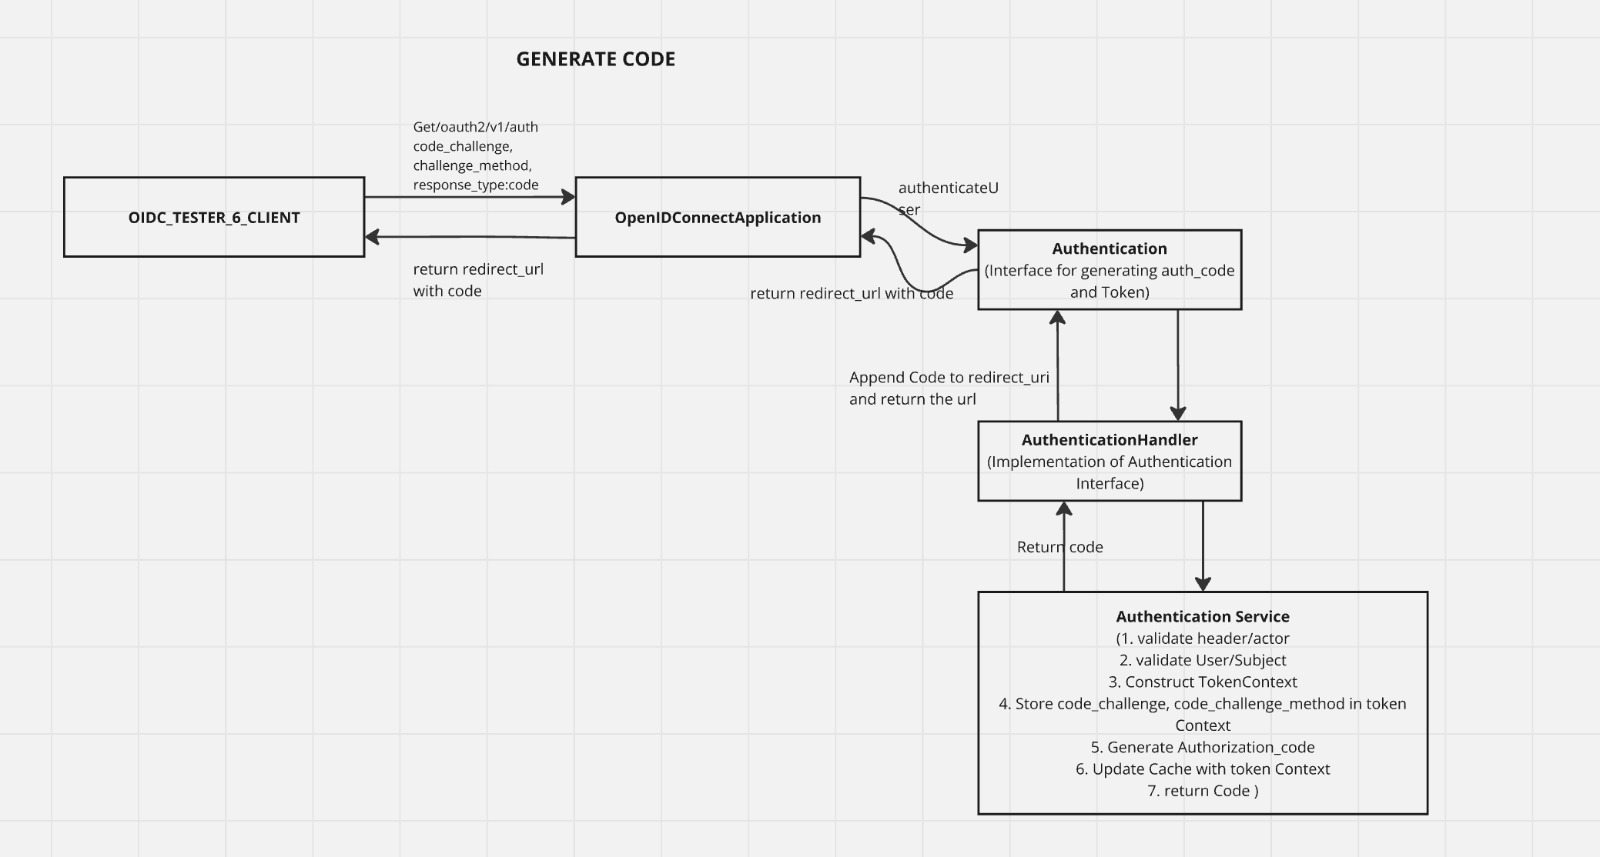 GENERATE CODE
Get/oauth2/v1/auth
code_challenge,
challenge_method,
response_type:code
OIDC_TESTER_6_CLIENT
OpenIDConnectApplication
authenticateU
ser
return redirect_url
with code
return redirect_url with code
Authentication
(Interface for generating auth_code
and Token)
Append Code to redirect_uri
and return the url
AuthenticationHandler
(Implementation of Authentication
Interface)
Return code
Authentication Service
(1. validate header/actor
2. validate User/Subject
3. Construct TokenContext
4. Store code_challenge, code_challenge_method in token
Context
5. Generate Authorization_code
6. Update Cache with token Context
7. return Code )